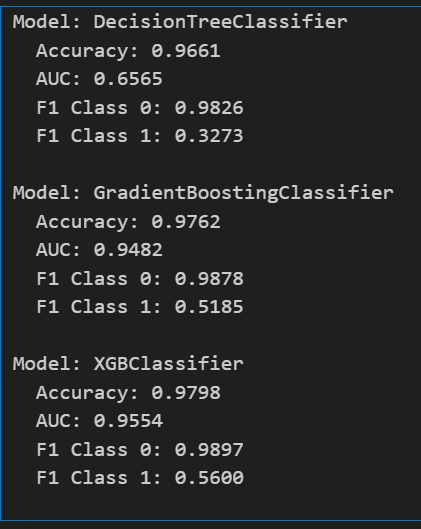 Model: DecisionTreeClassifier
Accuracy: 0.9661
AUC: 0.6565
F1 Class 0: 0.9826
F1 Class 1: 0.3273
Model: GradientBoostingClassifier
Accuracy: 0.9762
AUC: 0.9482
F1 Class 0: 0.9878
F1 Class 1: 0.5185
Model: XGBClassifier
Accuracy: 0.9798
AUC: 0.9554
F1 Class 0: 0.9897
F1 Class 1: 0.5600